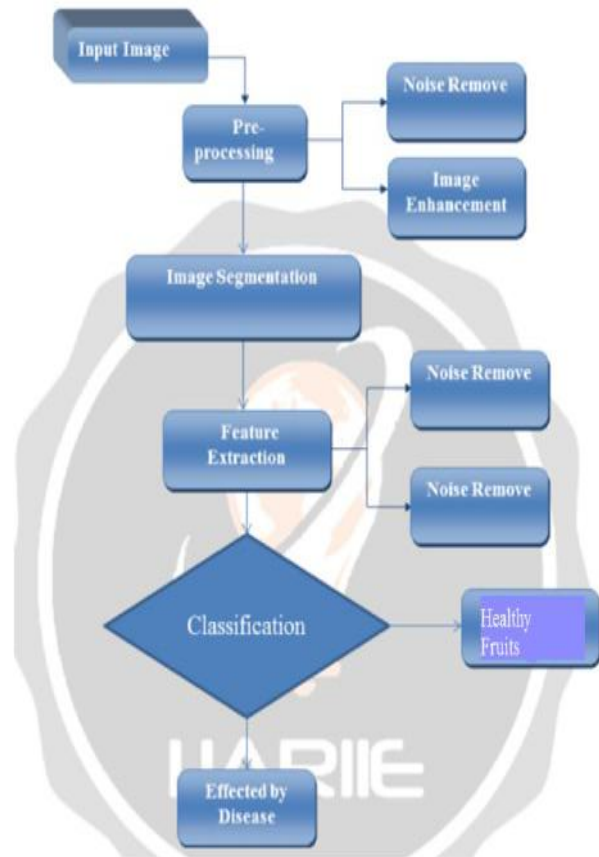 Input Image
Noise Remove
Pre-
processing
Image
Enhancement
Image Segmentation
Noise Remove
Feature
Extraction
Noise Remove
Classification
Healthy
Fruits
IJARIIE
Effected by
Disease